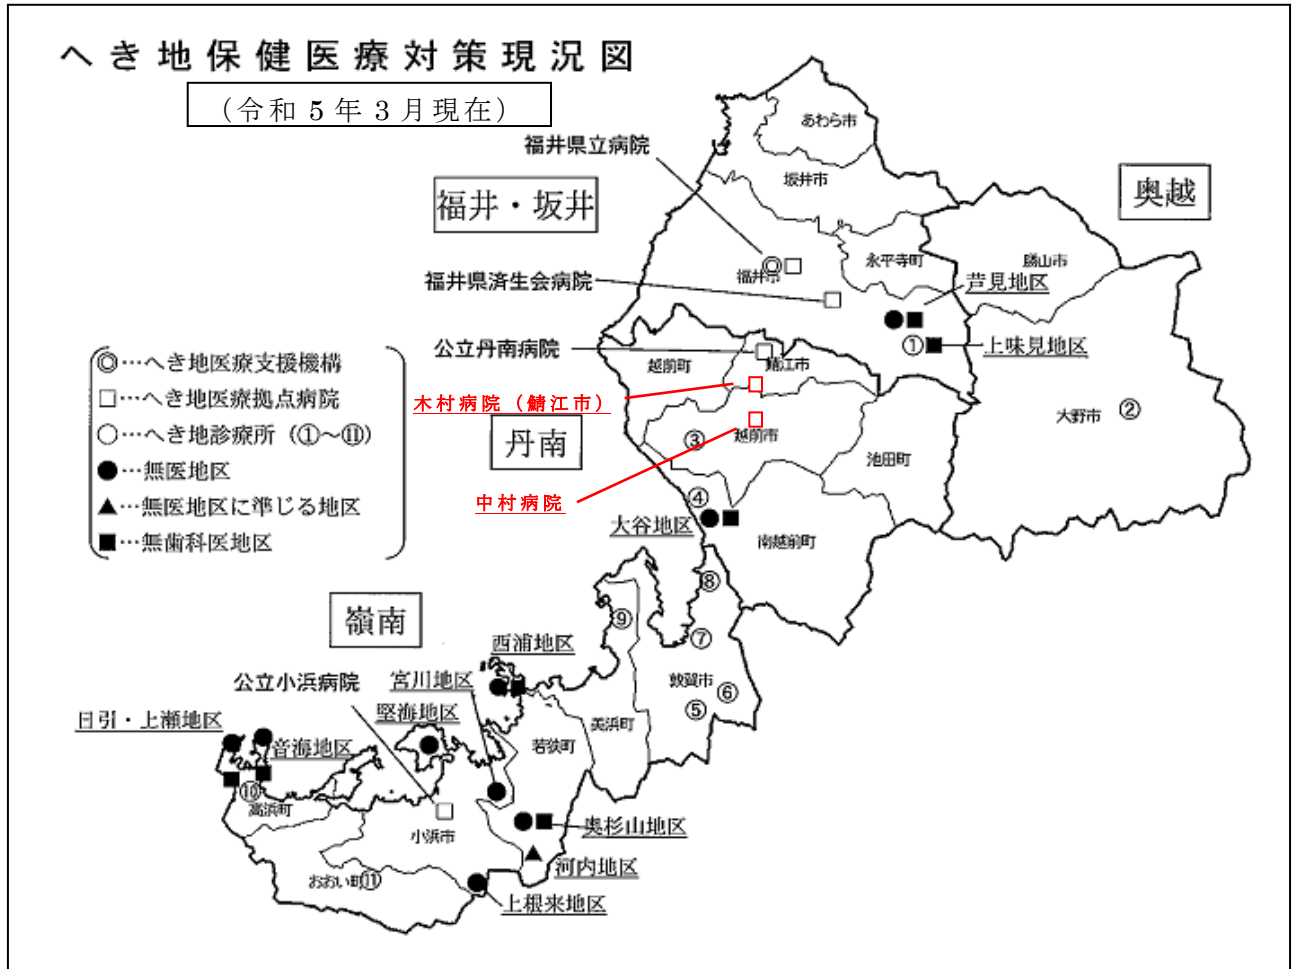 へき地保健医療対策現況図
（令和５年３月現在）
あわら市
福井県立病院
坂井市
奥越
福井・坂井
永平寺町
勝山市
福井市
福井県済生会病院
芦見地区
公立丹南病院
①
上味見地区
越前町
鯖江市
◎…へき地医療支援機構
□…へき地医療拠点病院
○…へき地診療所（①～⑪）
●…無医地区
▲…無医地区に準じる地区
■…無歯科医地区
木村病院（鯖江市）
大野市
②
丹南
③
越前市
池田町
中村病院
④
大谷地区
南越前町
⑧
嶺南
⑨
⑦
西浦地区
宮川地区
公立小浜病院
敦賀市
⑥
⑤
堅海地区
日引・上瀬地区
音海地区
美浜町
若狭町
⑩
高浜町
小浜市
奥杉山地区
河内地区
おおい町
⑪
上根来地区